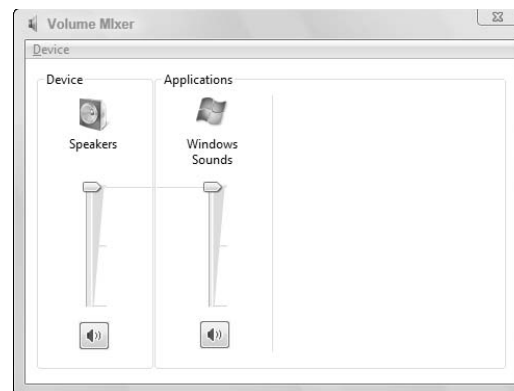 Volume MIxer
Device
Device
Applications
Speakers
Windows
Sounds